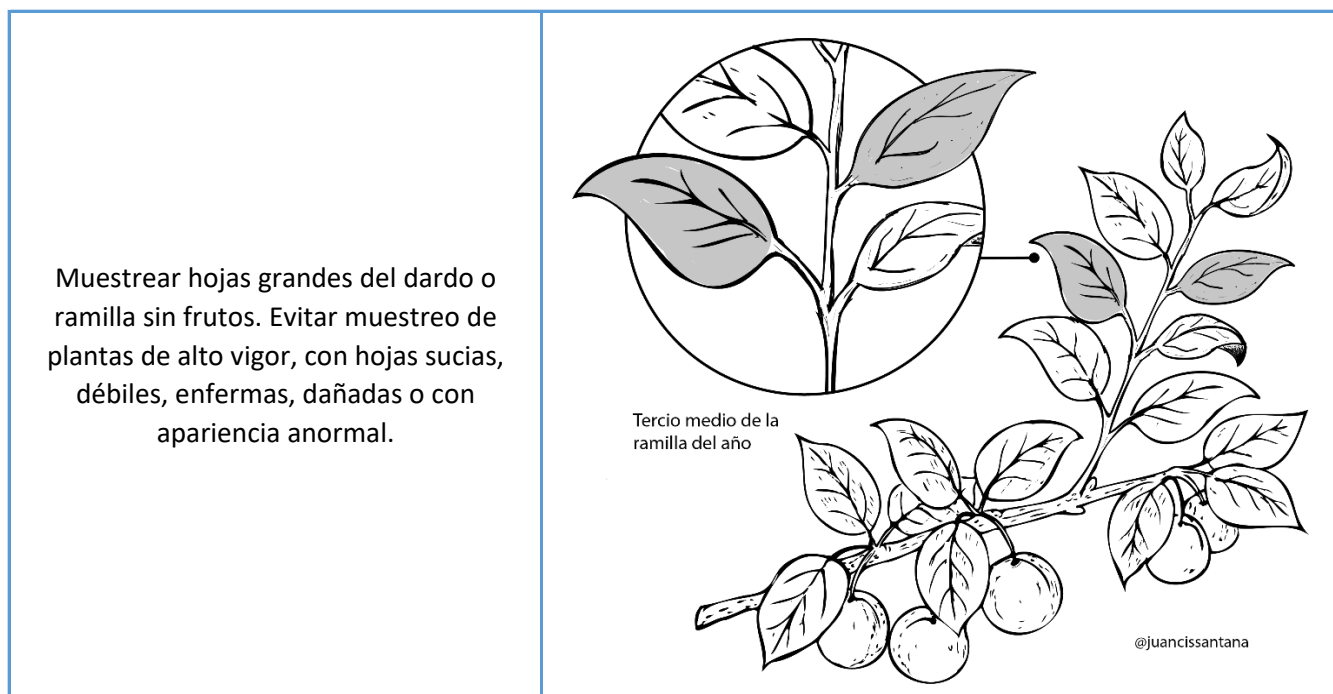 Muestrear hojas grandes del dardo o
ramilla sin frutos. Evitar muestreo de
plantas de alto vigor, con hojas sucias,
débiles, enfermas, dañadas o con
apariencia anormal.
Tercio medio de la
ramilla del año
@juancissantana